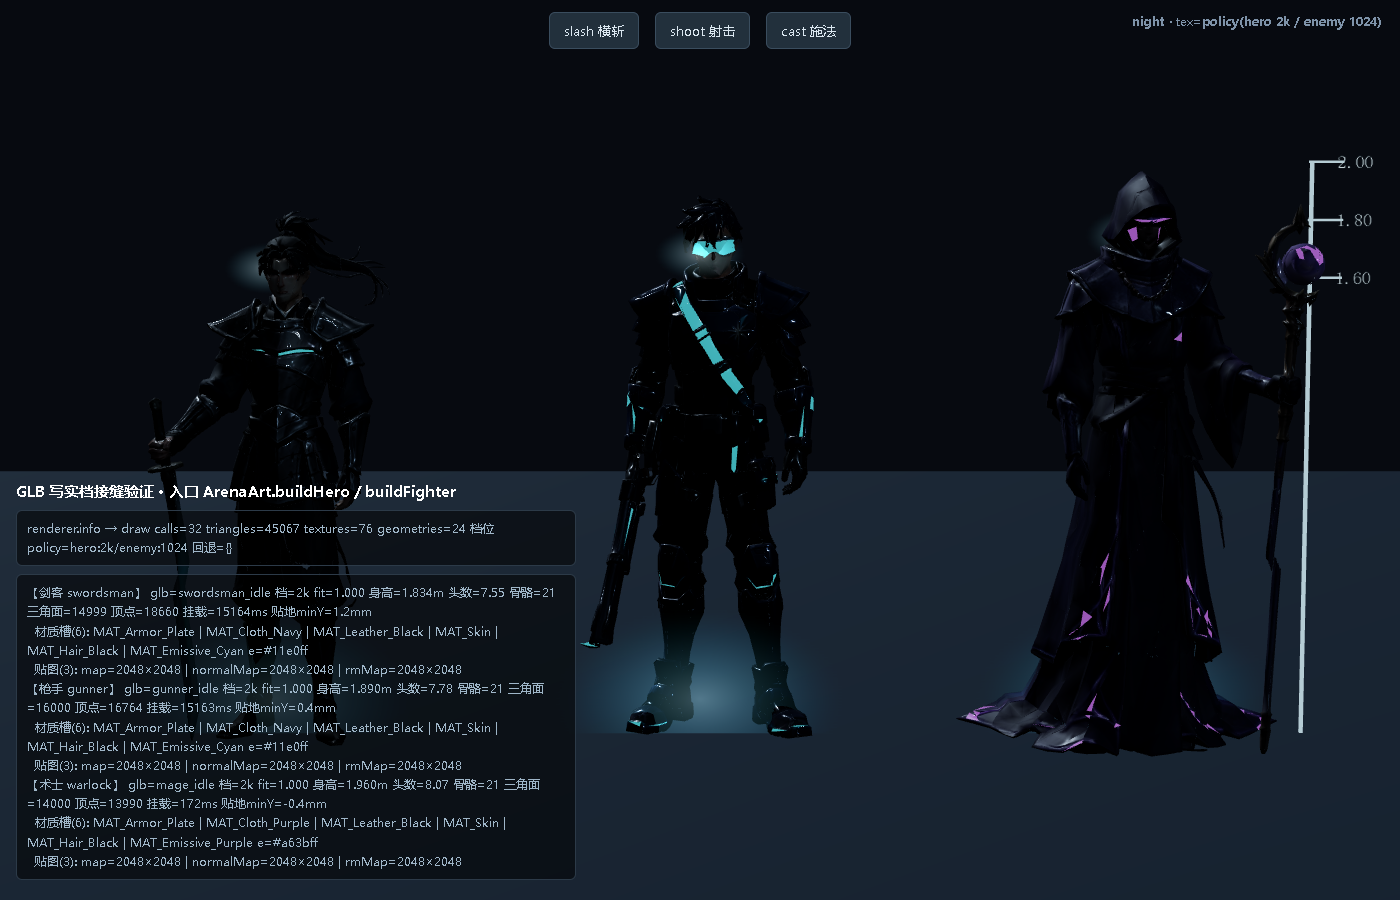 slash 横斩
shoot 射击
cast 施法
night · tex=policy(hero 2k / enemy 1024)
2.00
1.80
1.60
GLB 写实档接缝验证 · 入口 ArenaArt.buildHero / buildFighter
renderer.info → draw calls=32 triangles=45067 textures=76 geometries=24 档位
policy=hero:2k/enemy:1024 回退={}
【剑客 swordsman】 glb=swordsman_idle 档=2k fit=1.000 身高=1.834m 头数=7.55 骨骼=21
三角面=14999 顶点=18660 挂载=15164ms 贴地minY=1.2mm
材质槽(6): MAT_Armor_Plate | MAT_Cloth_Navy | MAT_Leather_Black | MAT_Skin |
MAT_Hair_Black | MAT_Emissive_Cyan e=#11e0ff
贴图(3): map=2048×2048 | normalMap=2048×2048 | rmMap=2048×2048
【枪手 gunner】 glb=gunner_idle 档=2k fit=1.000 身高=1.890m 头数=7.78 骨骼=21 三角面
=16000 顶点=16764 挂载=15163ms 贴地minY=0.4mm
材质槽(6): MAT_Armor_Plate | MAT_Cloth_Navy | MAT_Leather_Black | MAT_Skin |
MAT_Hair_Black | MAT_Emissive_Cyan e=#11e0ff
贴图(3): map=2048×2048 | normalMap=2048×2048 | rmMap=2048×2048
【术士 warlock】 glb=mage_idle 档=2k fit=1.000 身高=1.960m 头数=8.07 骨骼=21 三角面
=14000 顶点=13990 挂载=172ms 贴地minY=-0.4mm
材质槽(6): MAT_Armor_Plate | MAT_Cloth_Purple | MAT_Leather_Black | MAT_Skin |
MAT_Hair_Black | MAT_Emissive_Purple e=#a63bff
贴图(3): map=2048×2048 | normalMap=2048×2048 | rmMap=2048×2048